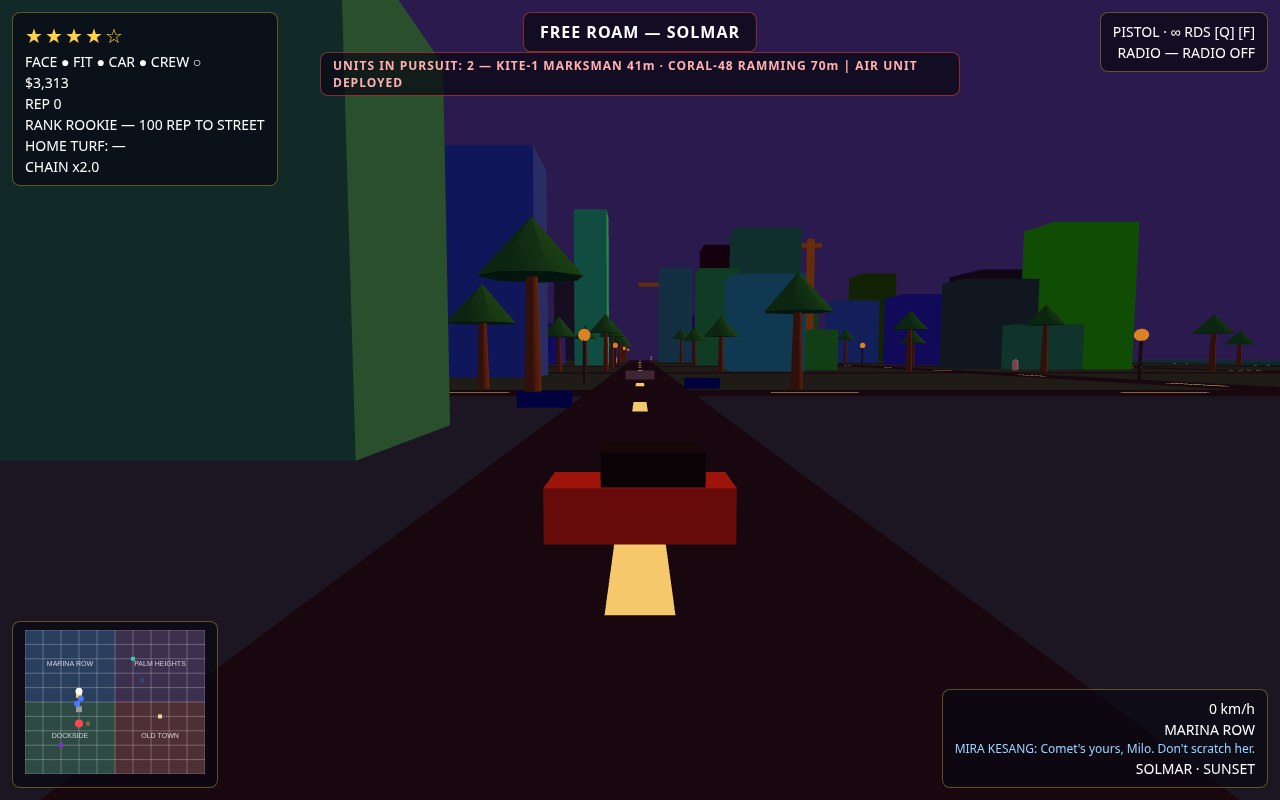 ★★★★☆
FACE ● FIT ● CAR ● CREW ○
$3,313
REP 0
RANK ROOKIE — 100 REP TO STREET
HOME TURF: —
CHAIN x2.0
FREE ROAM — SOLMAR
UNITS IN PURSUIT: 2 — KITE-1 MARKSMAN 41m · CORAL-48 RAMMING 70m | AIR UNIT
DEPLOYED
PISTOL · ∞ RDS [Q] [F]
RADIO — RADIO OFF
MARINA ROW
PALM HEIGHTS
DOCKSIDE
OLD TOWN
0 km/h
MARINA ROW
MIRA KESANG: Comet's yours, Milo. Don't scratch her.
SOLMAR · SUNSET